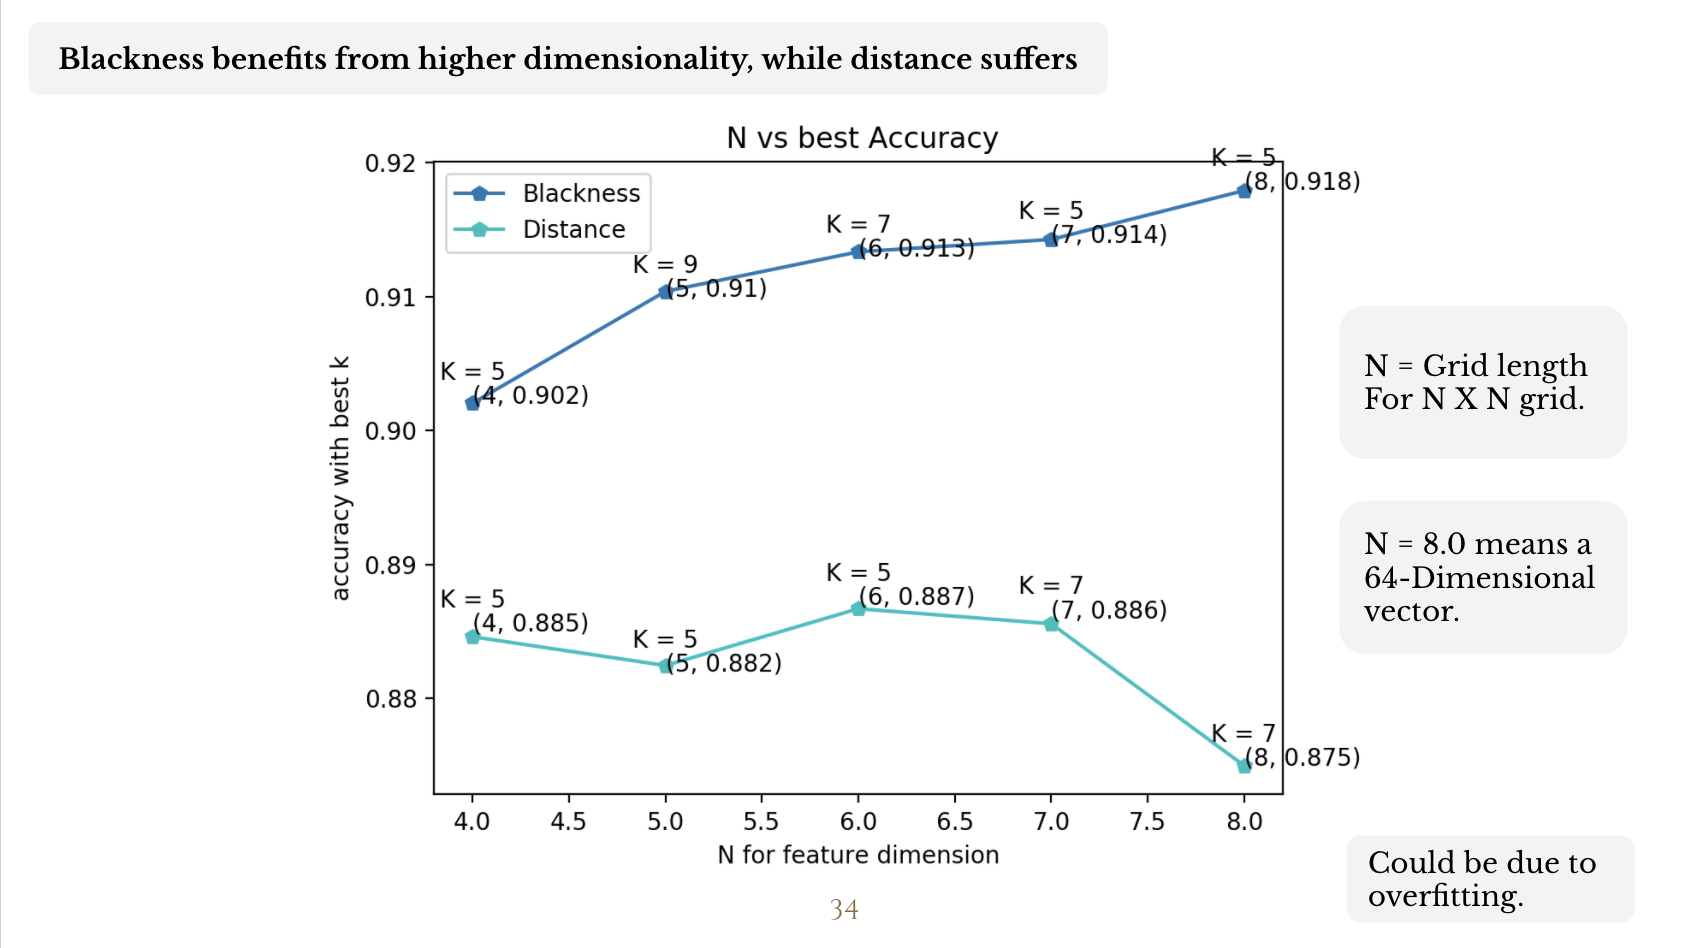 Blackness benefits from higher dimensionality, while distance suffers
N vs best Accuracy
0.92
0.91
0.90
0.89
0.88
accuracy with best k
Blackness
Distance
K = 5
(4, 0.902)
K = 9
(5, 0.91)
K = 7
(6, 0.913)
K = 5
(7, 0.914)
K = 5
(8, 0.918)
K = 5
(4, 0.885)
K = 5
(5, 0.882)
K = 5
(6, 0.887)
K = 7
(7, 0.886)
K = 7
(8, 0.875)
4.0 4.5 5.0 5.5 6.0 6.5 7.0 7.5 8.0
N for feature dimension
N = Grid length
For N X N grid.
N = 8.0 means a
64-Dimensional
vector.
Could be due to
overfitting.
34